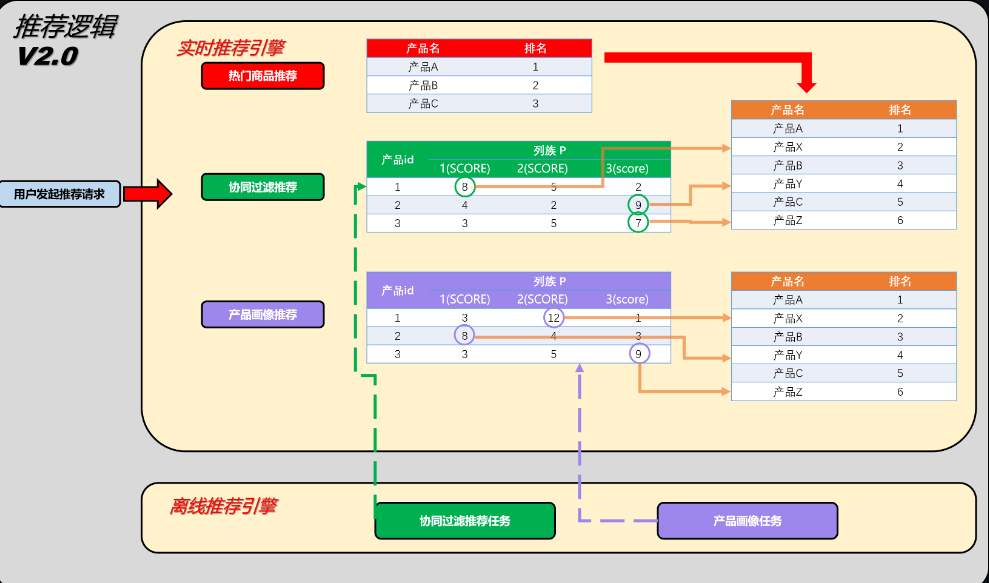 推荐逻辑
V2.0
实时推荐引擎
热门商品推荐
产品名 排名
产品A 1
产品B 2
产品C 3
产品名 排名
产品A 1
产品X 2
产品B 3
产品Y 4
产品C 5
产品Z 6
用户发起推荐请求
协同过滤推荐
产品id 列族 P
1(SCORE) 2(SCORE) 3(score)
1 8 5 2
2 4 2 9
3 3 5 7
产品画像推荐
产品id 列族 P
1(SCORE) 2(SCORE) 3(score)
1 3 12 1
2 8 4 3
3 3 5 9
产品名 排名
产品A 1
产品X 2
产品B 3
产品Y 4
产品C 5
产品Z 6
离线推荐引擎
协同过滤推荐任务
产品画像任务